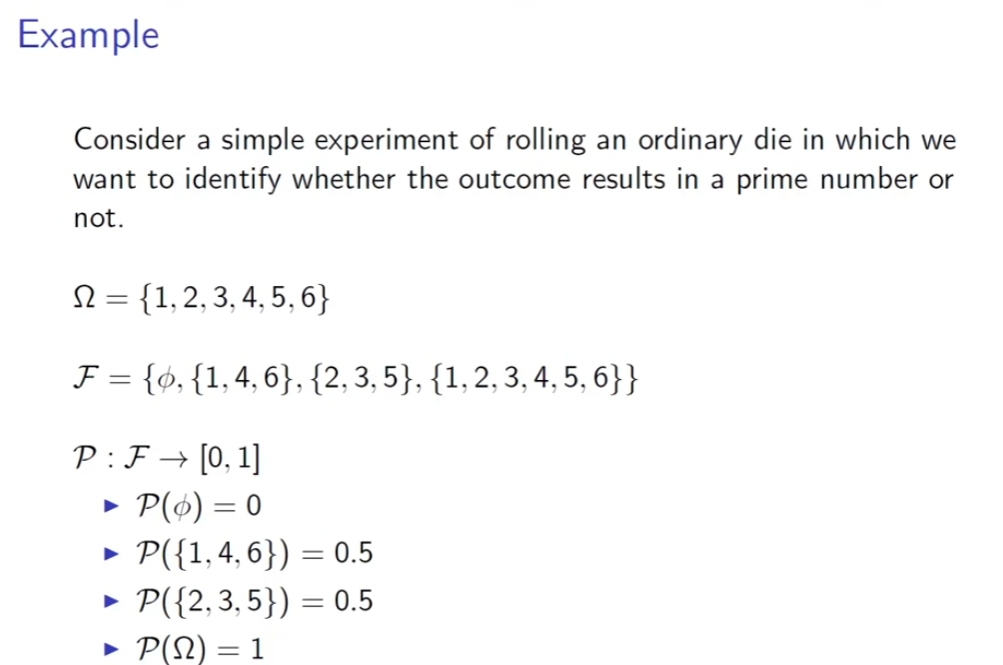 Example
Consider a simple experiment of rolling an ordinary die in which we
want to identify whether the outcome results in a prime number or
not.
Ω = {1, 2, 3, 4, 5, 6}
ℱ = {ϕ, {1, 4, 6}, {2, 3, 5}, {1, 2, 3, 4, 5, 6}}
𝒫 : ℱ → [0, 1]
▶ 𝒫(ϕ) = 0
▶ 𝒫({1, 4, 6}) = 0.5
▶ 𝒫({2, 3, 5}) = 0.5
▶ 𝒫(Ω) = 1